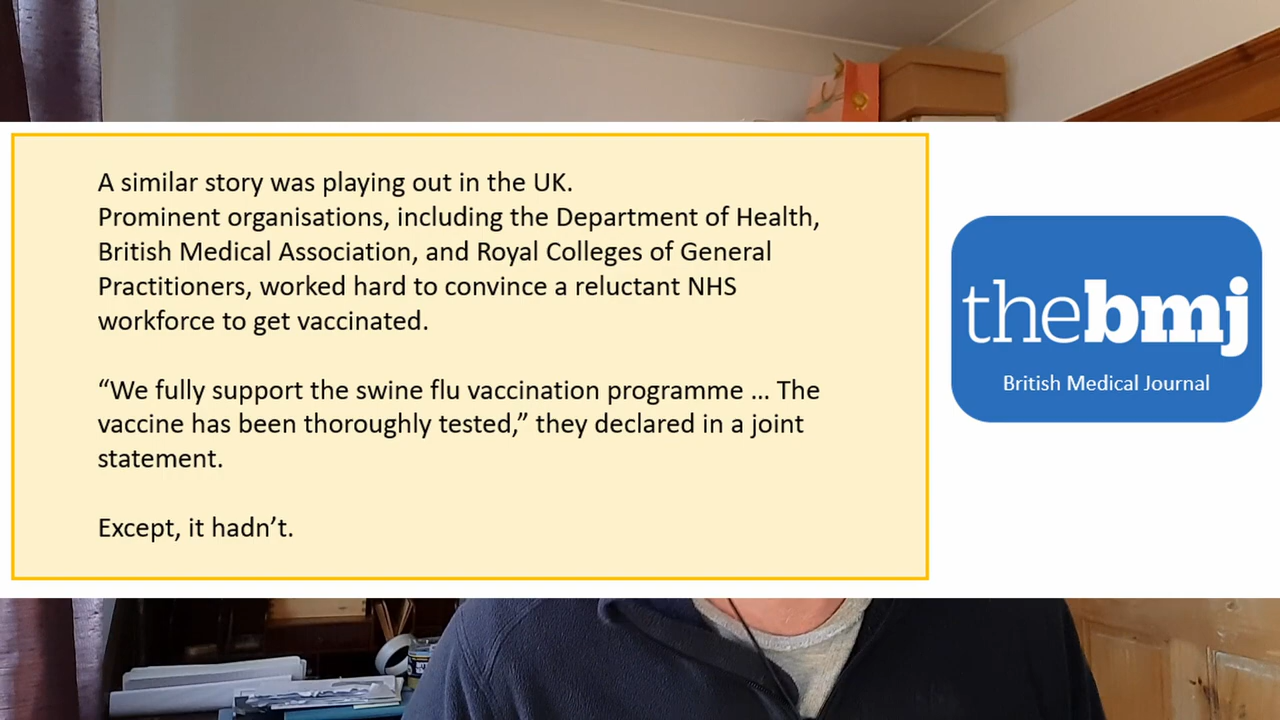 A similar story was playing out in the UK.
Prominent organisations, including the Department of Health,
British Medical Association, and Royal Colleges of General
Practitioners, worked hard to convince a reluctant NHS
workforce to get vaccinated.
“We fully support the swine flu vaccination programme ... The
vaccine has been thoroughly tested,” they declared in a joint
statement.
Except, it hadn’t.
thebmj
British Medical Journal